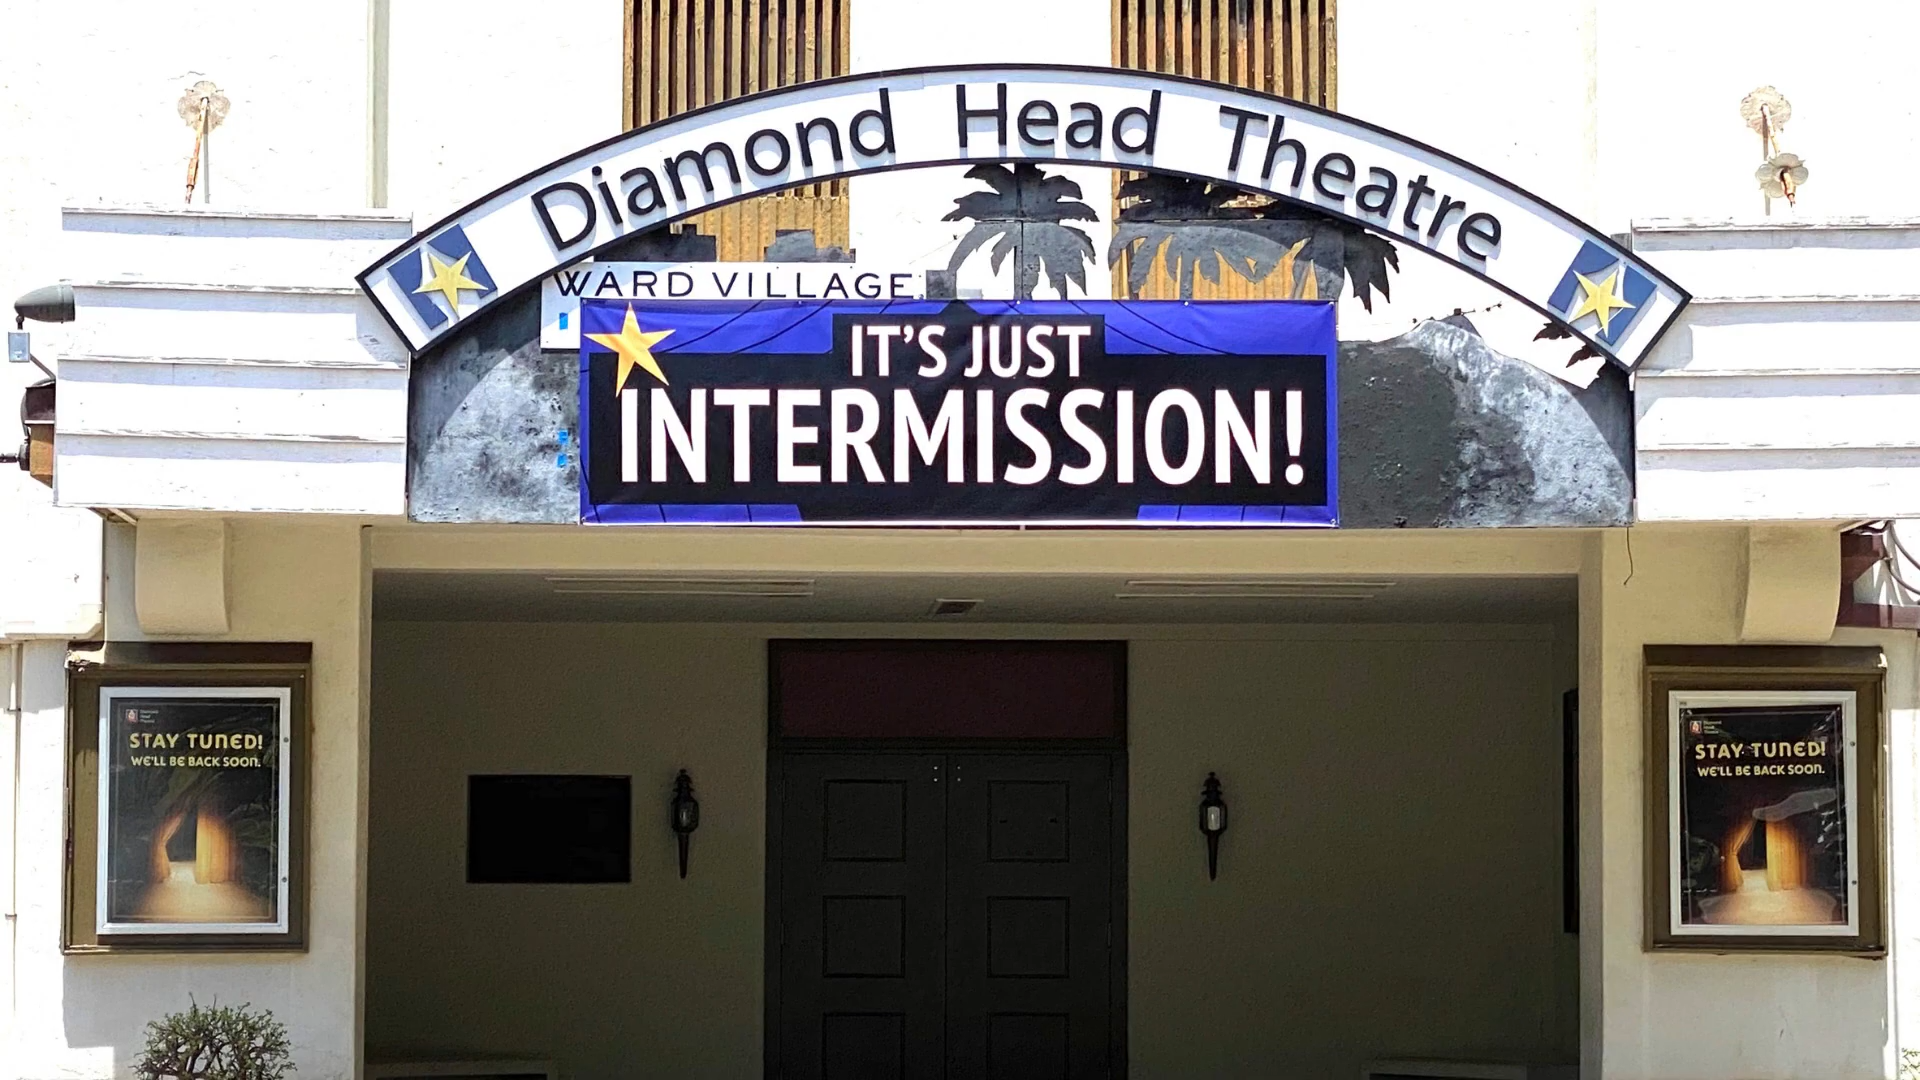 Diamond Head Theatre
WARD VILLAGE
IT'S JUST
INTERMISSION!
STAY TUNED!
WE'LL BE BACK SOON.
STAY TUNED!
WE'LL BE BACK SOON.